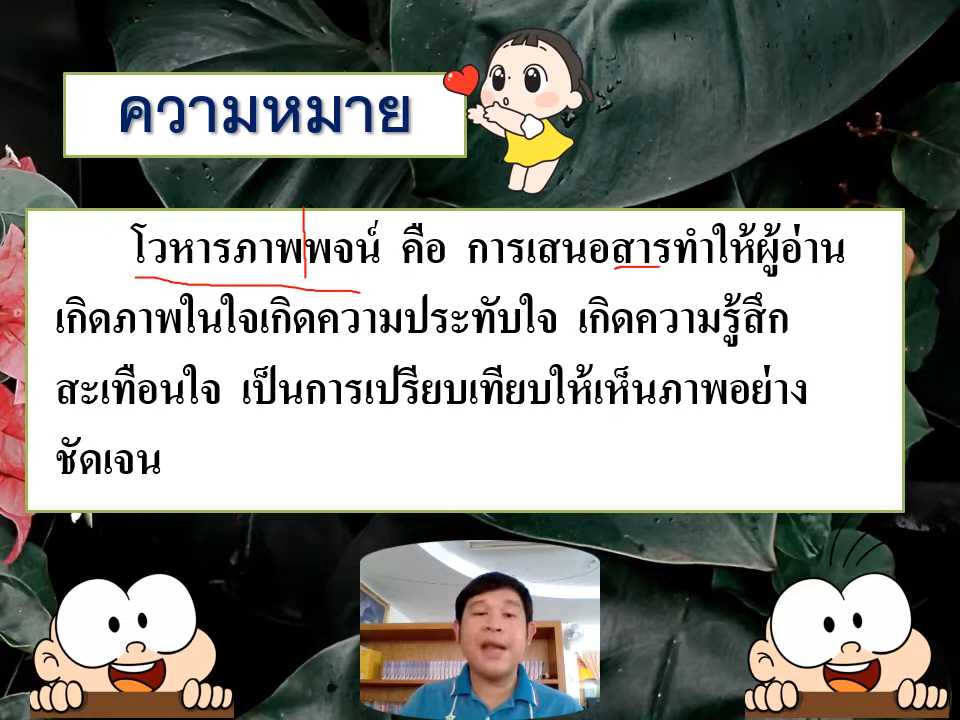 ความหมาย
โวหารภาพพจน์ คือ การเสนอสารทำให้ผู้อ่าน
เกิดภาพในใจเกิดความประทับใจ เกิดความรู้สึก
สะเทือนใจ เป็นการเปรียบเทียบให้เห็นภาพอย่าง
ชัดเจน